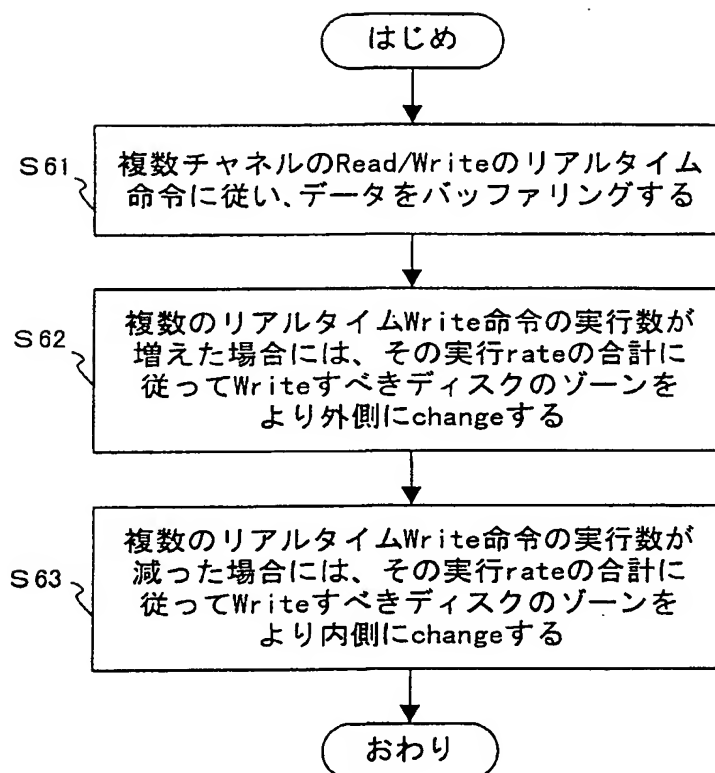 はじめ
S61
複数チャネルのRead/Writeのリアルタイム
命令に従い、データをバッファリングする
S62
複数のリアルタイムWrite命令の実行数が
増えた場合には、その実行rateの合計に
従ってWriteすべきディスクのゾーンを
より外側にchangeする
S63
複数のリアルタイムWrite命令の実行数が
減った場合には、その実行rateの合計に
従ってWriteすべきディスクのゾーンを
より内側にchangeする
おわり